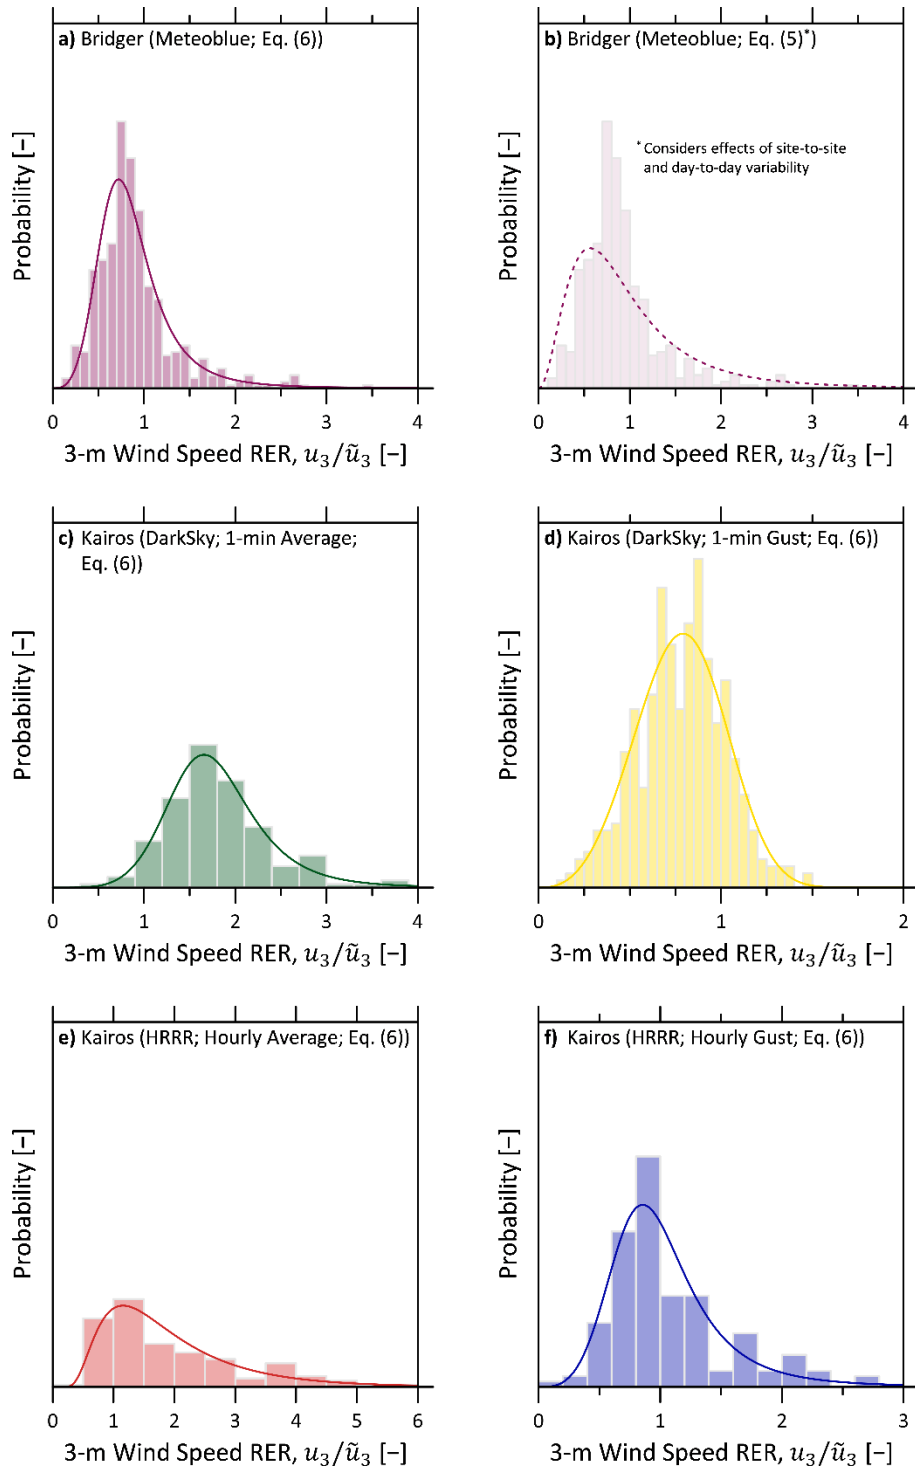 a) Bridger (Meteoblue; Eq. (6))
Probability [–]
0 1 2 3 4
3-m Wind Speed RER, u₃/ũ₃ [–]
b) Bridger (Meteoblue; Eq. (5)*)
* Considers effects of site-to-site
and day-to-day variability
Probability [–]
0 1 2 3 4
3-m Wind Speed RER, u₃/ũ₃ [–]
c) Kairos (DarkSky; 1-min Average;
Eq. (6))
Probability [–]
0 1 2 3 4
3-m Wind Speed RER, u₃/ũ₃ [–]
d) Kairos (DarkSky; 1-min Gust; Eq. (6))
Probability [–]
0 1 2
3-m Wind Speed RER, u₃/ũ₃ [–]
e) Kairos (HRRR; Hourly Average; Eq. (6))
Probability [–]
0 1 2 3 4 5 6
3-m Wind Speed RER, u₃/ũ₃ [–]
f) Kairos (HRRR; Hourly Gust; Eq. (6))
Probability [–]
0 1 2 3
3-m Wind Speed RER, u₃/ũ₃ [–]